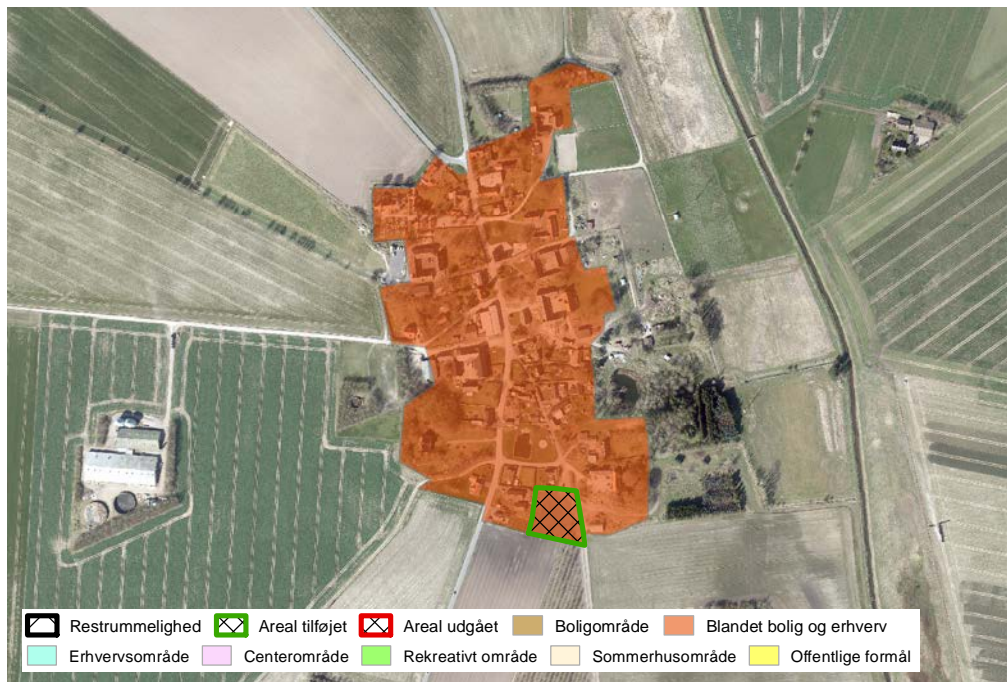 Restrummelighed Areal tilføjet Areal udgået Boligområde Blandet bolig og erhverv
Erhvervsområde Centerområde Rekreativt område Sommerhusområde Offentlige formål